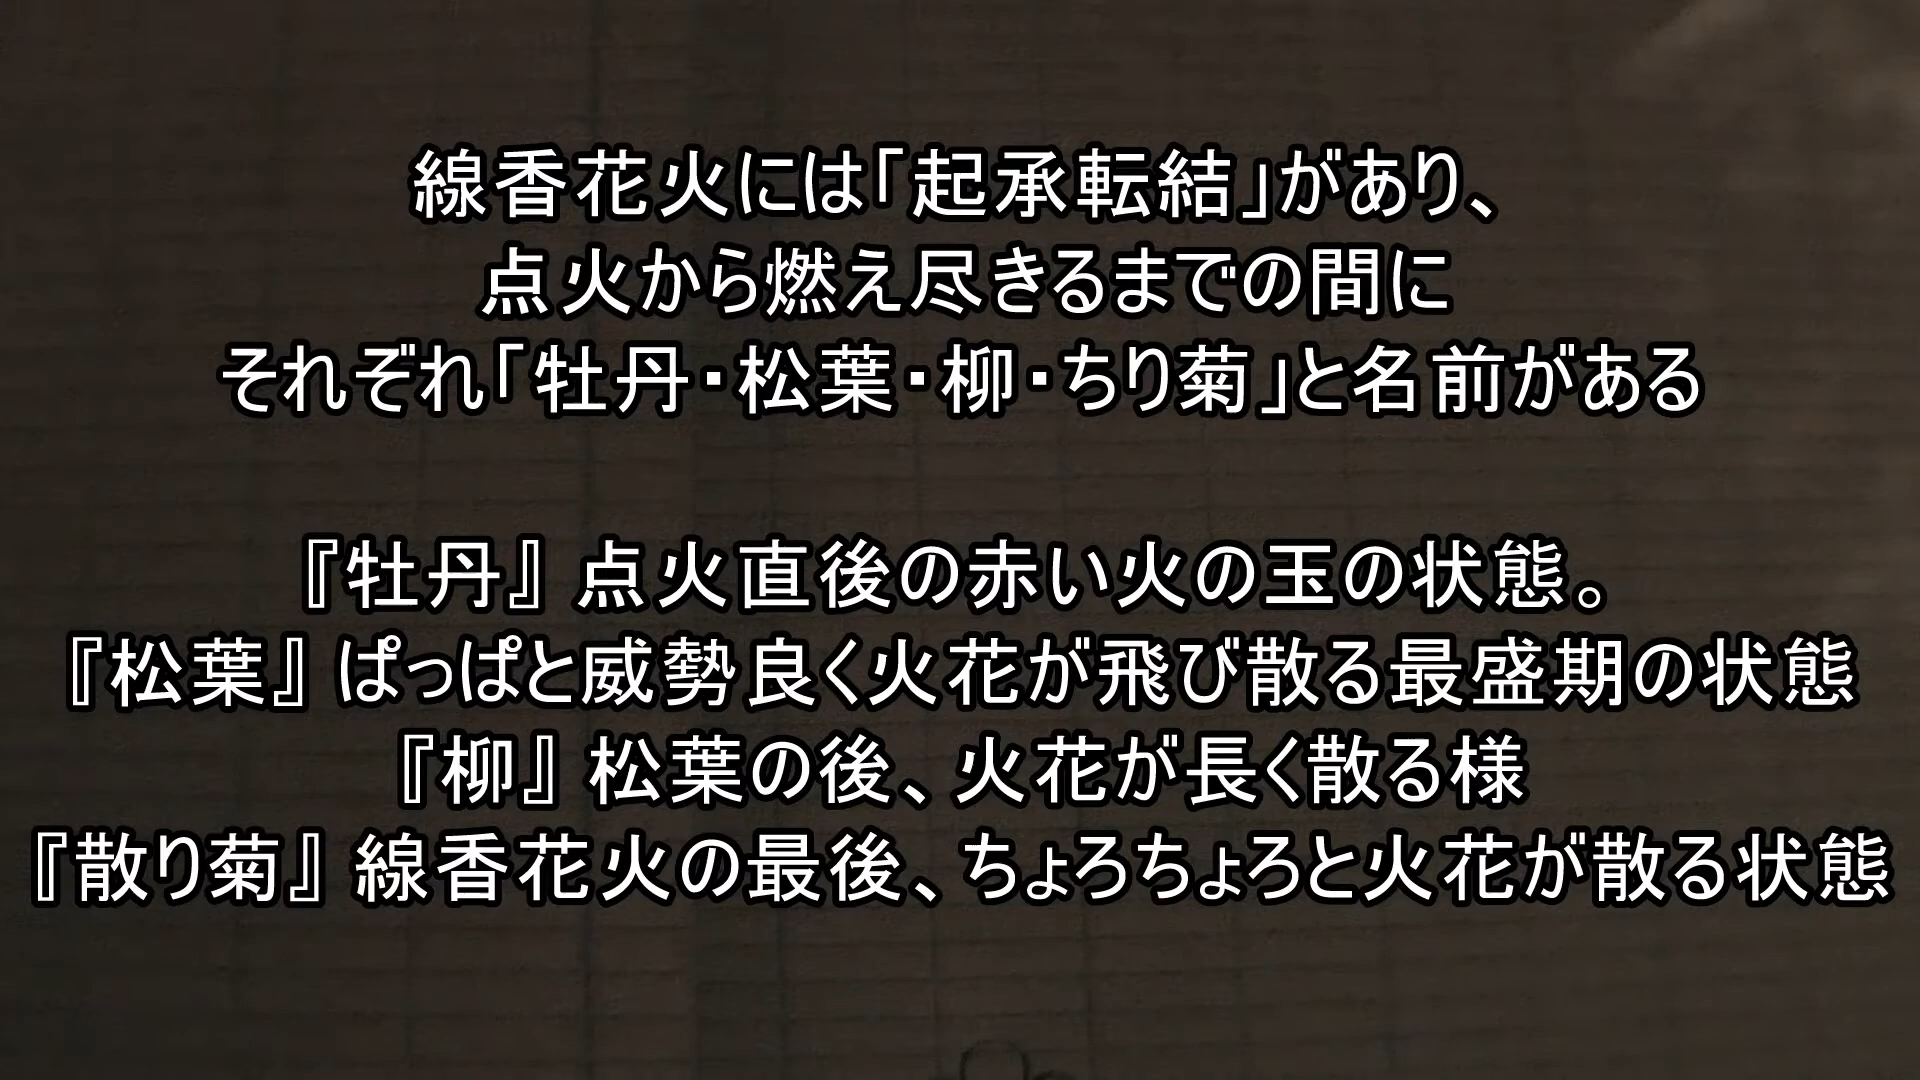 線香花火には「起承転結」があり、
点火から燃え尽きるまでの間に
それぞれ「牡丹・松葉・柳・ちり菊」と名前がある
『牡丹』点火直後の赤い火の玉の状態。
『松葉』ぱっぱと威勢良く火花が飛び散る最盛期の状態
『柳』松葉の後、火花が長く散る様
『散り菊』線香花火の最後、ちょろちょろと火花が散る状態